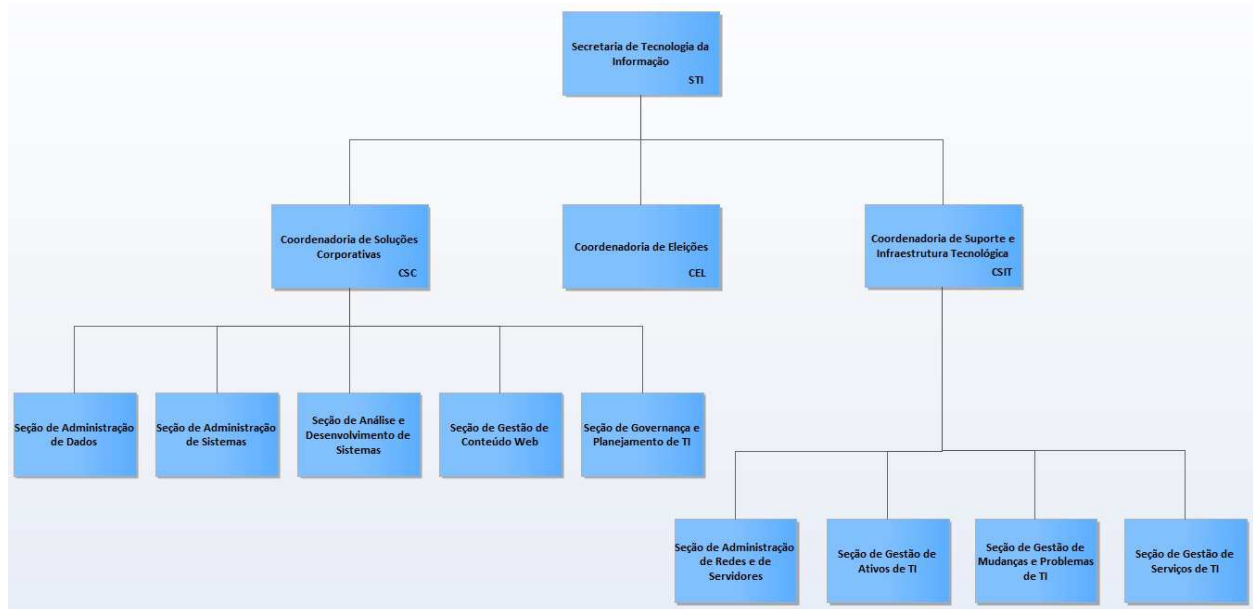 Secretaria de Tecnologia da
Informação
STI
Coordenadoria de Soluções
Corporativas
CSC
Coordenadoria de Eleições
CEL
Coordenadoria de Suporte e
Infraestrutura Tecnológica
CSIT
Seção de Administração
de Dados
Seção de Administração
de Sistemas
Seção de Análise e
Desenvolvimento de
Sistemas
Seção de Gestão de
Conteúdo Web
Seção de Governança e
Planejamento de TI
Seção de Administração
de Redes e de
Servidores
Seção de Gestão de
Ativos de TI
Seção de Gestão de
Mudanças e Problemas
de TI
Seção de Gestão de
Serviços de TI